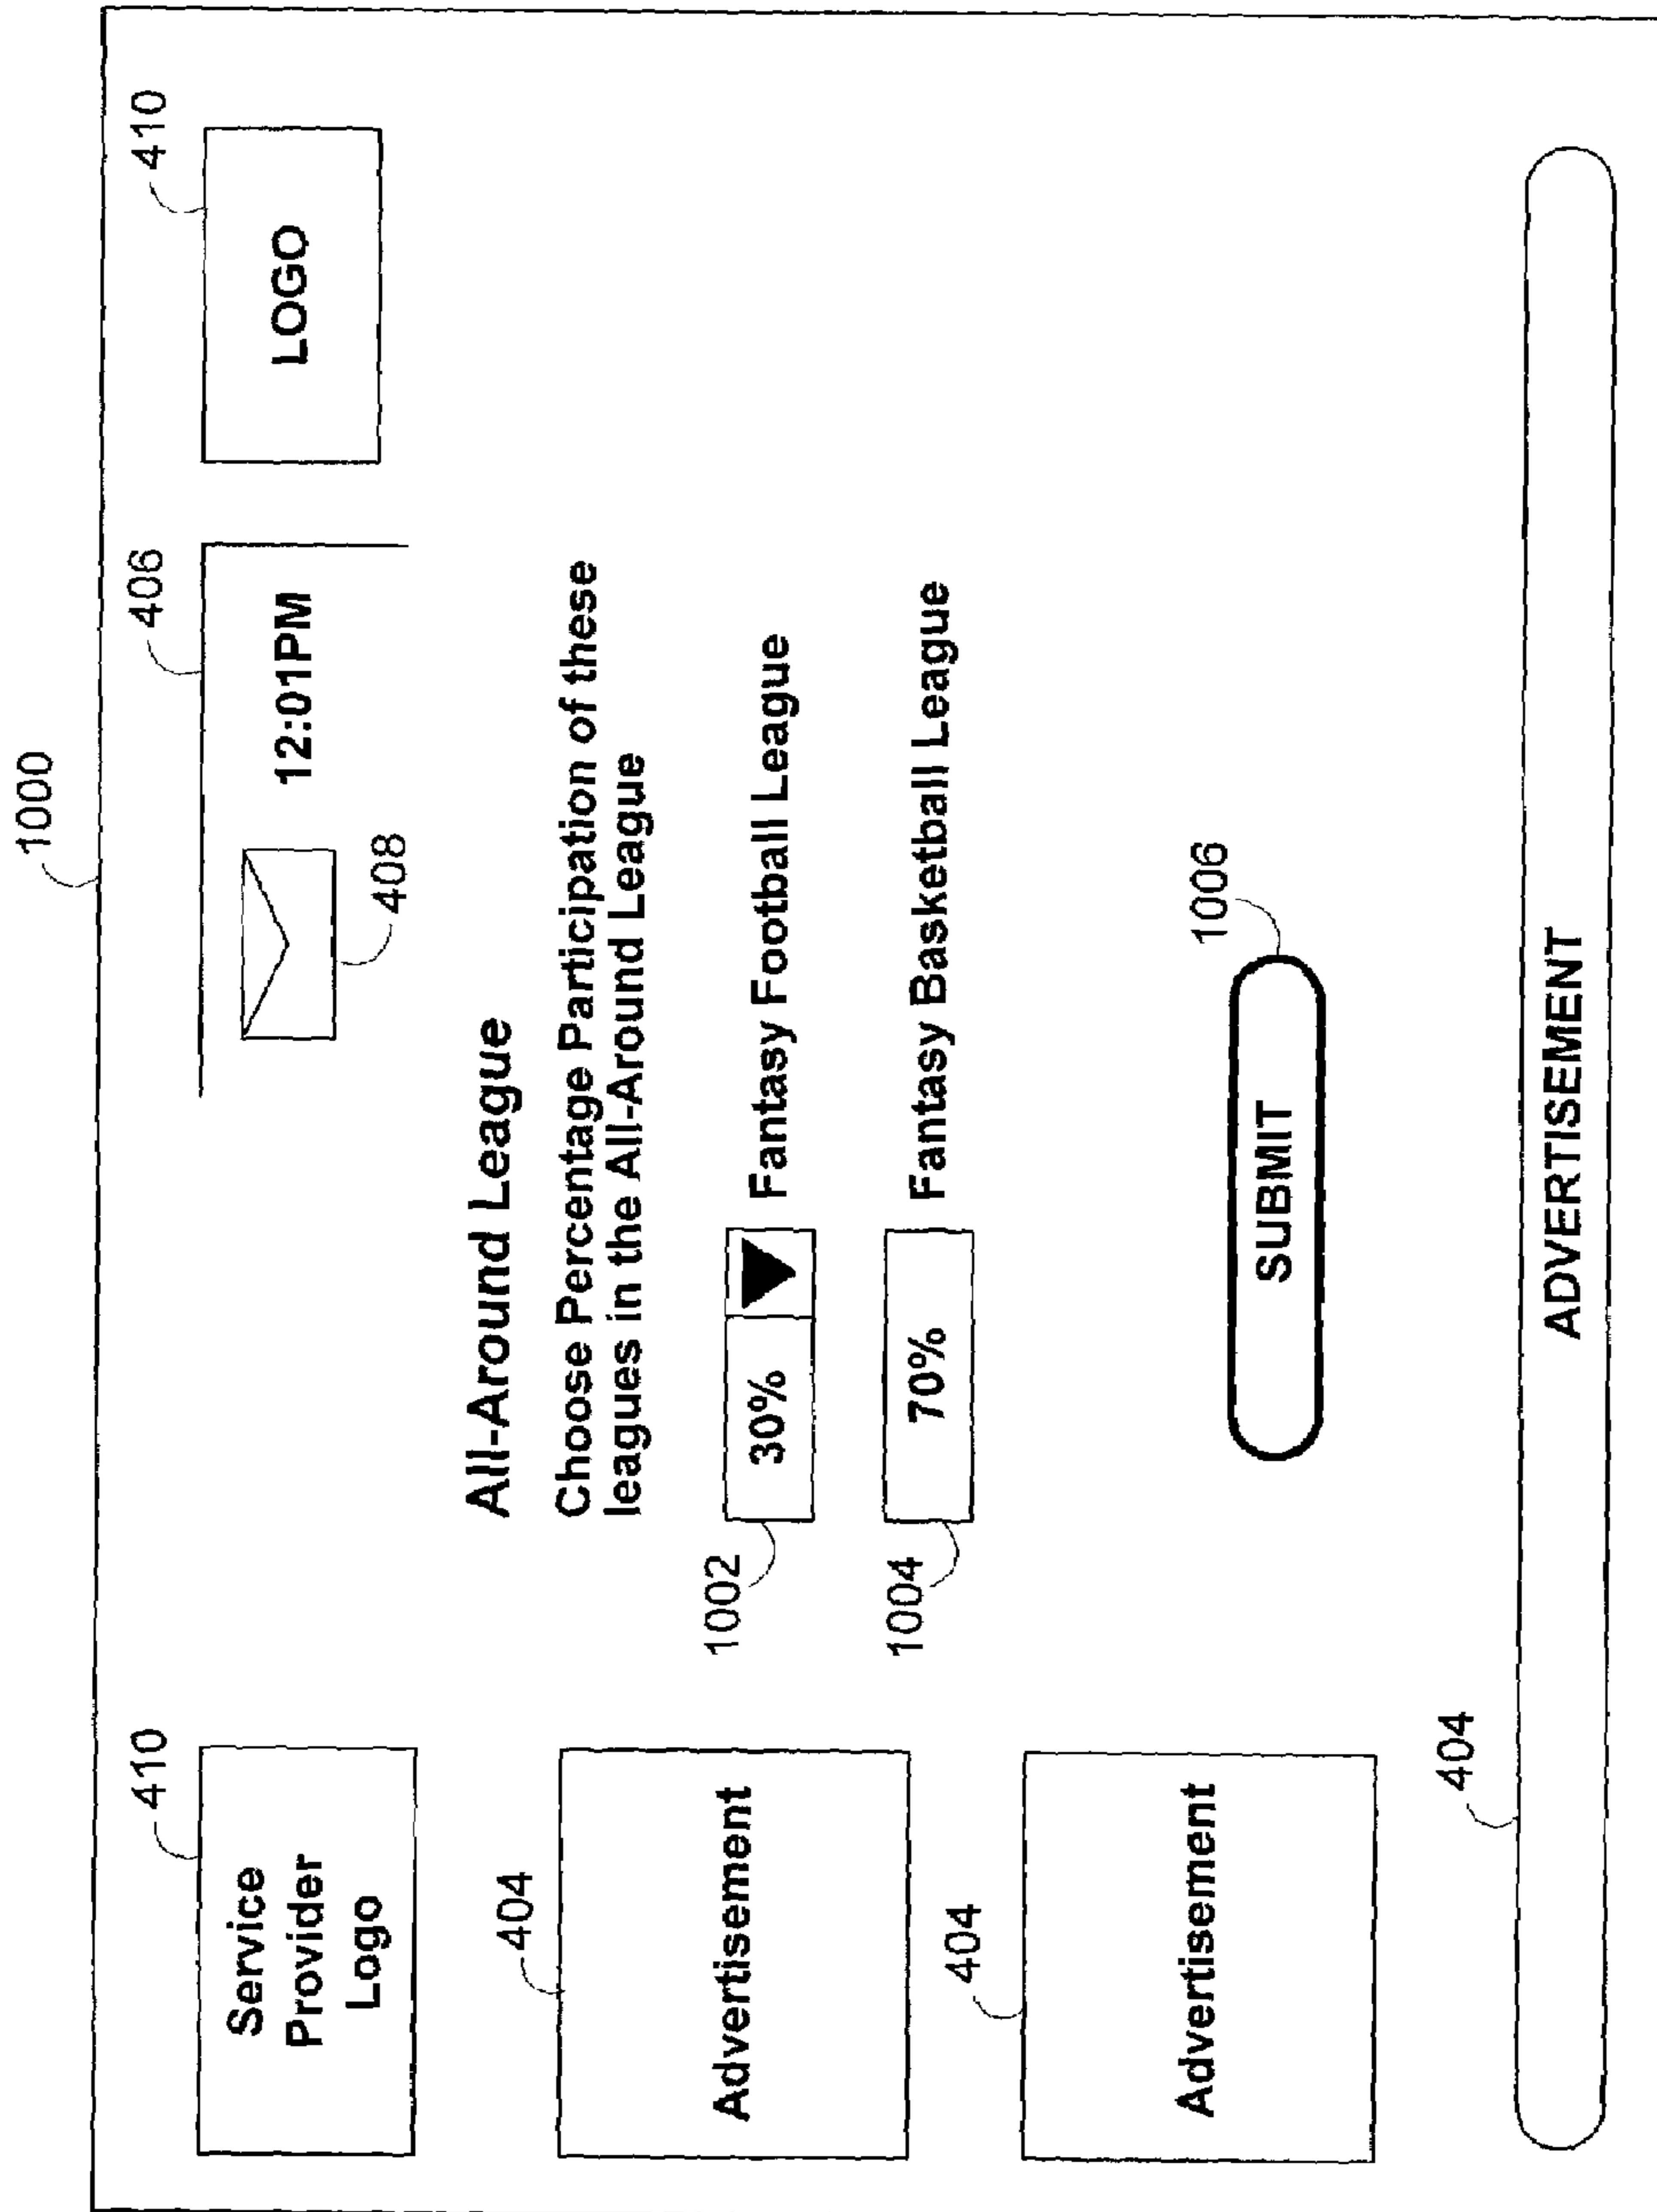 1000
410
406
410
Service
Provider
Logo
12:01PM
LOGO
408
All-Around League
404
Choose Percentage Participation of these
leagues in the All-Around League
Advertisement
1002
30%
Fantasy Football League
1004
70%
Fantasy Basketball League
404
Advertisement
1006
SUBMIT
404
ADVERTISEMENT